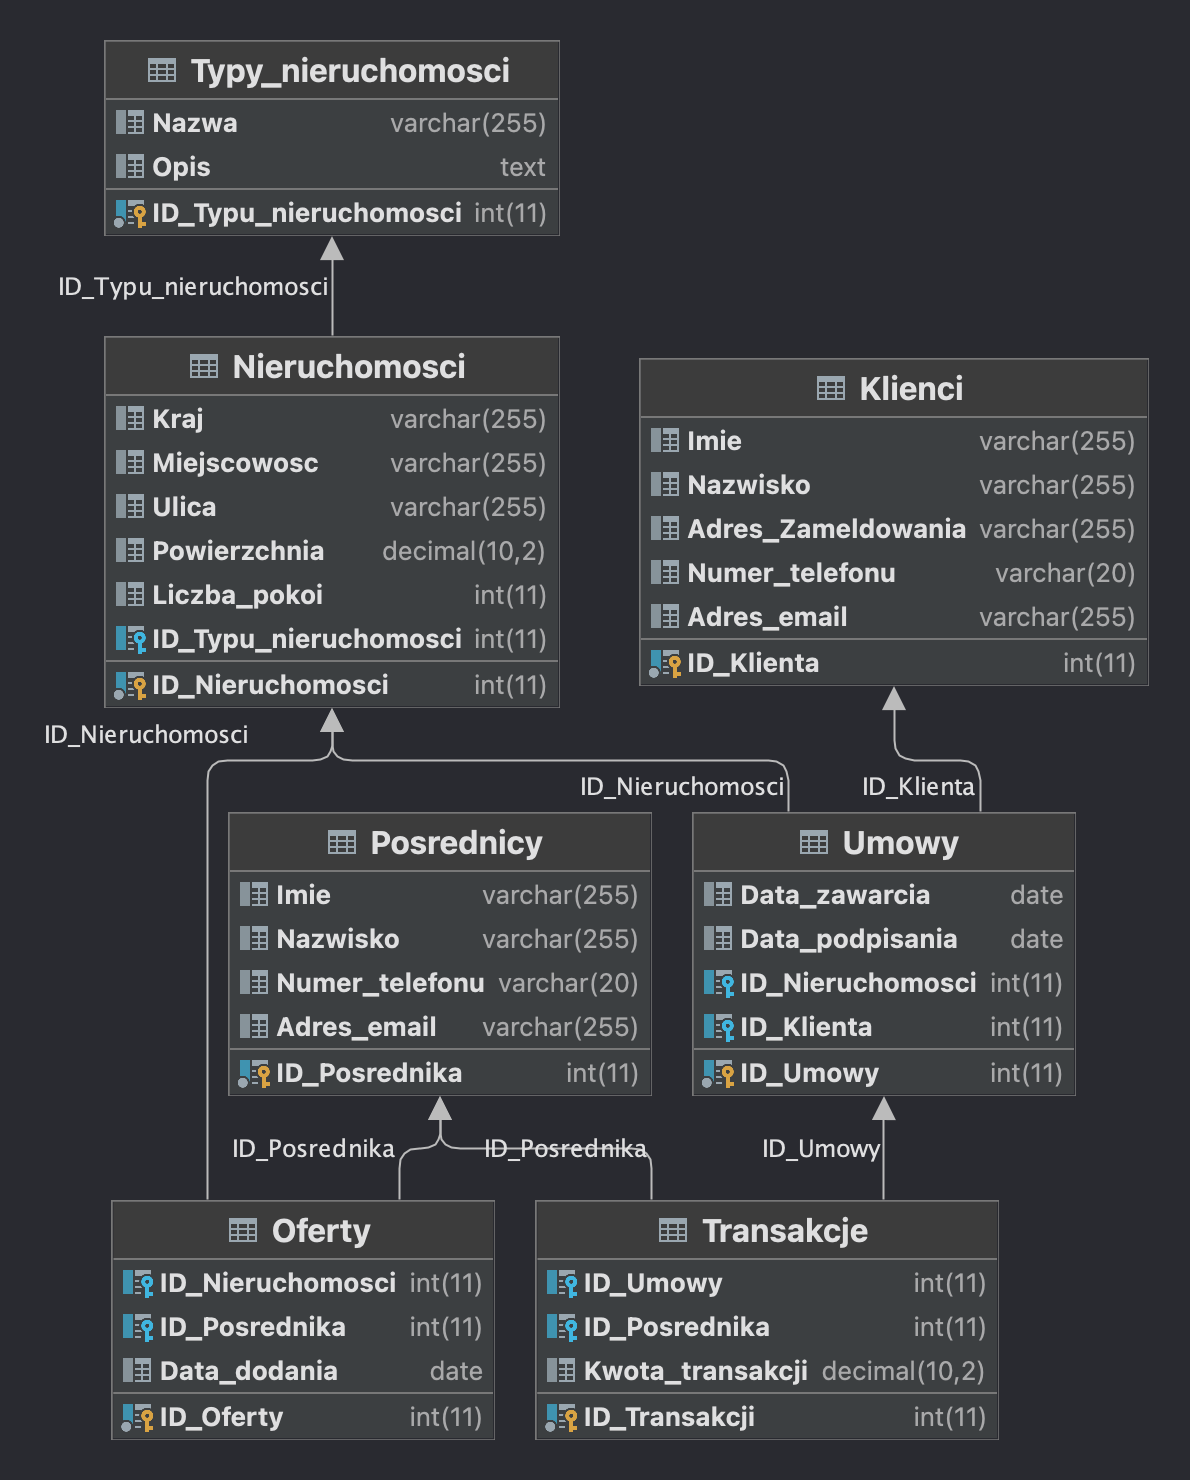 Typy_nieruchomosci
Nazwa varchar(255)
Opis text
ID_Typu_nieruchomosci int(11)
ID_Typu_nieruchomosci
Nieruchomosci
Kraj varchar(255)
Miejscowosc varchar(255)
Ulica varchar(255)
Powierzchnia decimal(10,2)
Liczba_pokoi int(11)
ID_Typu_nieruchomosci int(11)
ID_Nieruchomosci int(11)
Klienci
Imie varchar(255)
Nazwisko varchar(255)
Adres_Zameldowania varchar(255)
Numer_telefonu varchar(20)
Adres_email varchar(255)
ID_Klienta int(11)
ID_Nieruchomosci
ID_Nieruchomosci
ID_Klienta
Posrednicy
Imie varchar(255)
Nazwisko varchar(255)
Numer_telefonu varchar(20)
Adres_email varchar(255)
ID_Posrednika int(11)
Umowy
Data_zawarcia date
Data_podpisania date
ID_Nieruchomosci int(11)
ID_Klienta int(11)
ID_Umowy int(11)
ID_Posrednika
ID_Posrednika
ID_Umowy
Oferty
ID_Nieruchomosci int(11)
ID_Posrednika int(11)
Data_dodania date
ID_Oferty int(11)
Transakcje
ID_Umowy int(11)
ID_Posrednika int(11)
Kwota_transakcji decimal(10,2)
ID_Transakcji int(11)